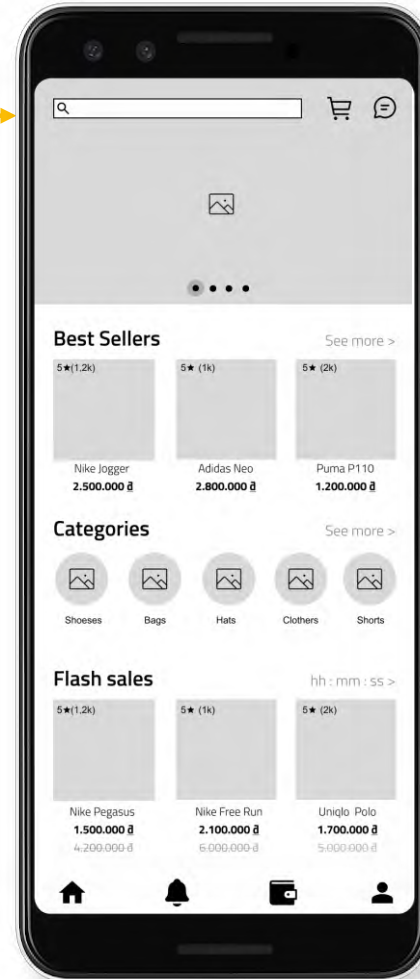 Best Sellers See more >
5★(1,2k) 5★ (1k) 5★ (2k)
Nike Jogger Adidas Neo Puma P110
2.500.000 ₫ 2.800.000 ₫ 1.200.000 ₫
Categories See more >
Shoeses Bags Hats Clothers Shorts
Flash sales hh : mm : ss >
5★(1,2k) 5★ (1k) 5★ (2k)
Nike Pegasus Nike Free Run Uniqlo Polo
1.500.000 ₫ 2.100.000 ₫ 1.700.000 ₫
4.200.000 ₫ 6.000.000 ₫ 5.000.000 ₫